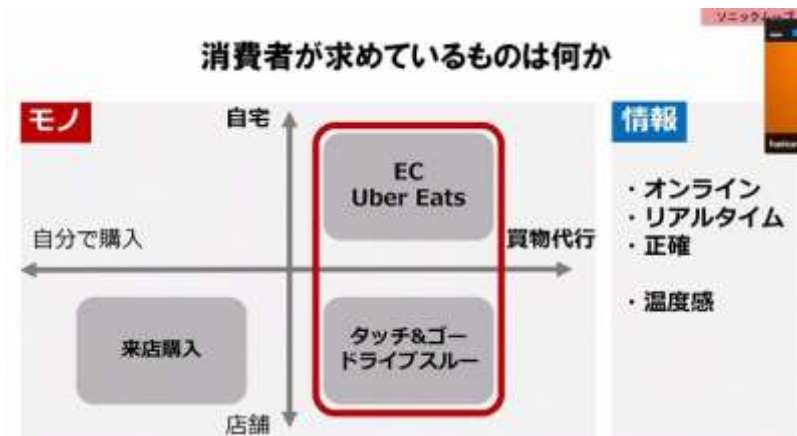 消費者が求めているものは何か
モノ
自宅
EC
Uber Eats
自分で購入
買物代行
来店購入
タッチ&ゴー
ドライブスルー
店舗
情報
・オンライン
・リアルタイム
・正確
・温度感